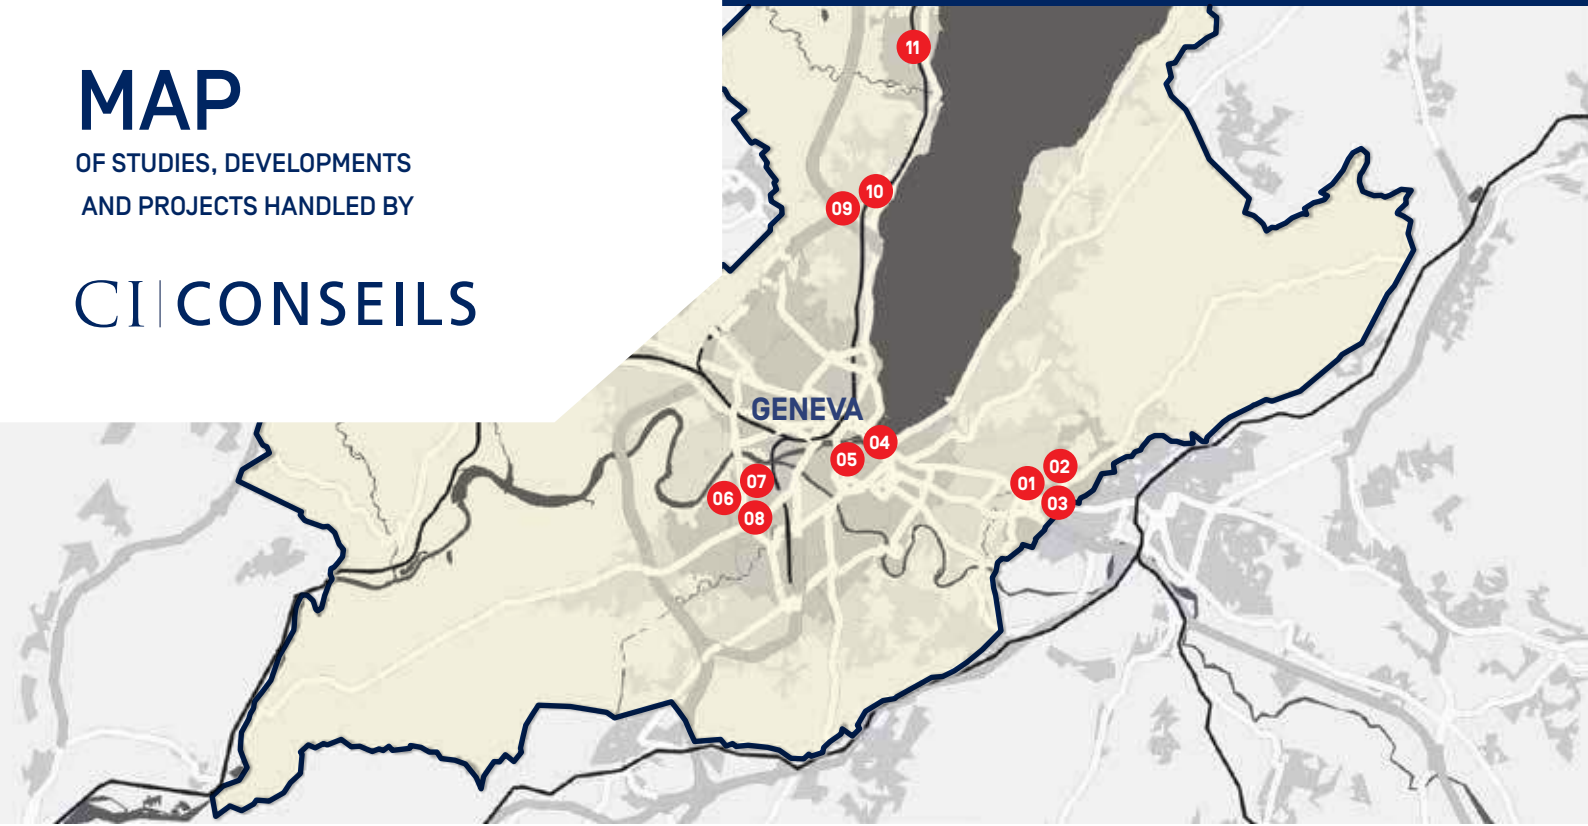 MAP
OF STUDIES, DEVELOPMENTS
AND PROJECTS HANDLED BY
CI|CONSEILS
11
10
09
GENEVA
04
05
02
01
03
07
06
08